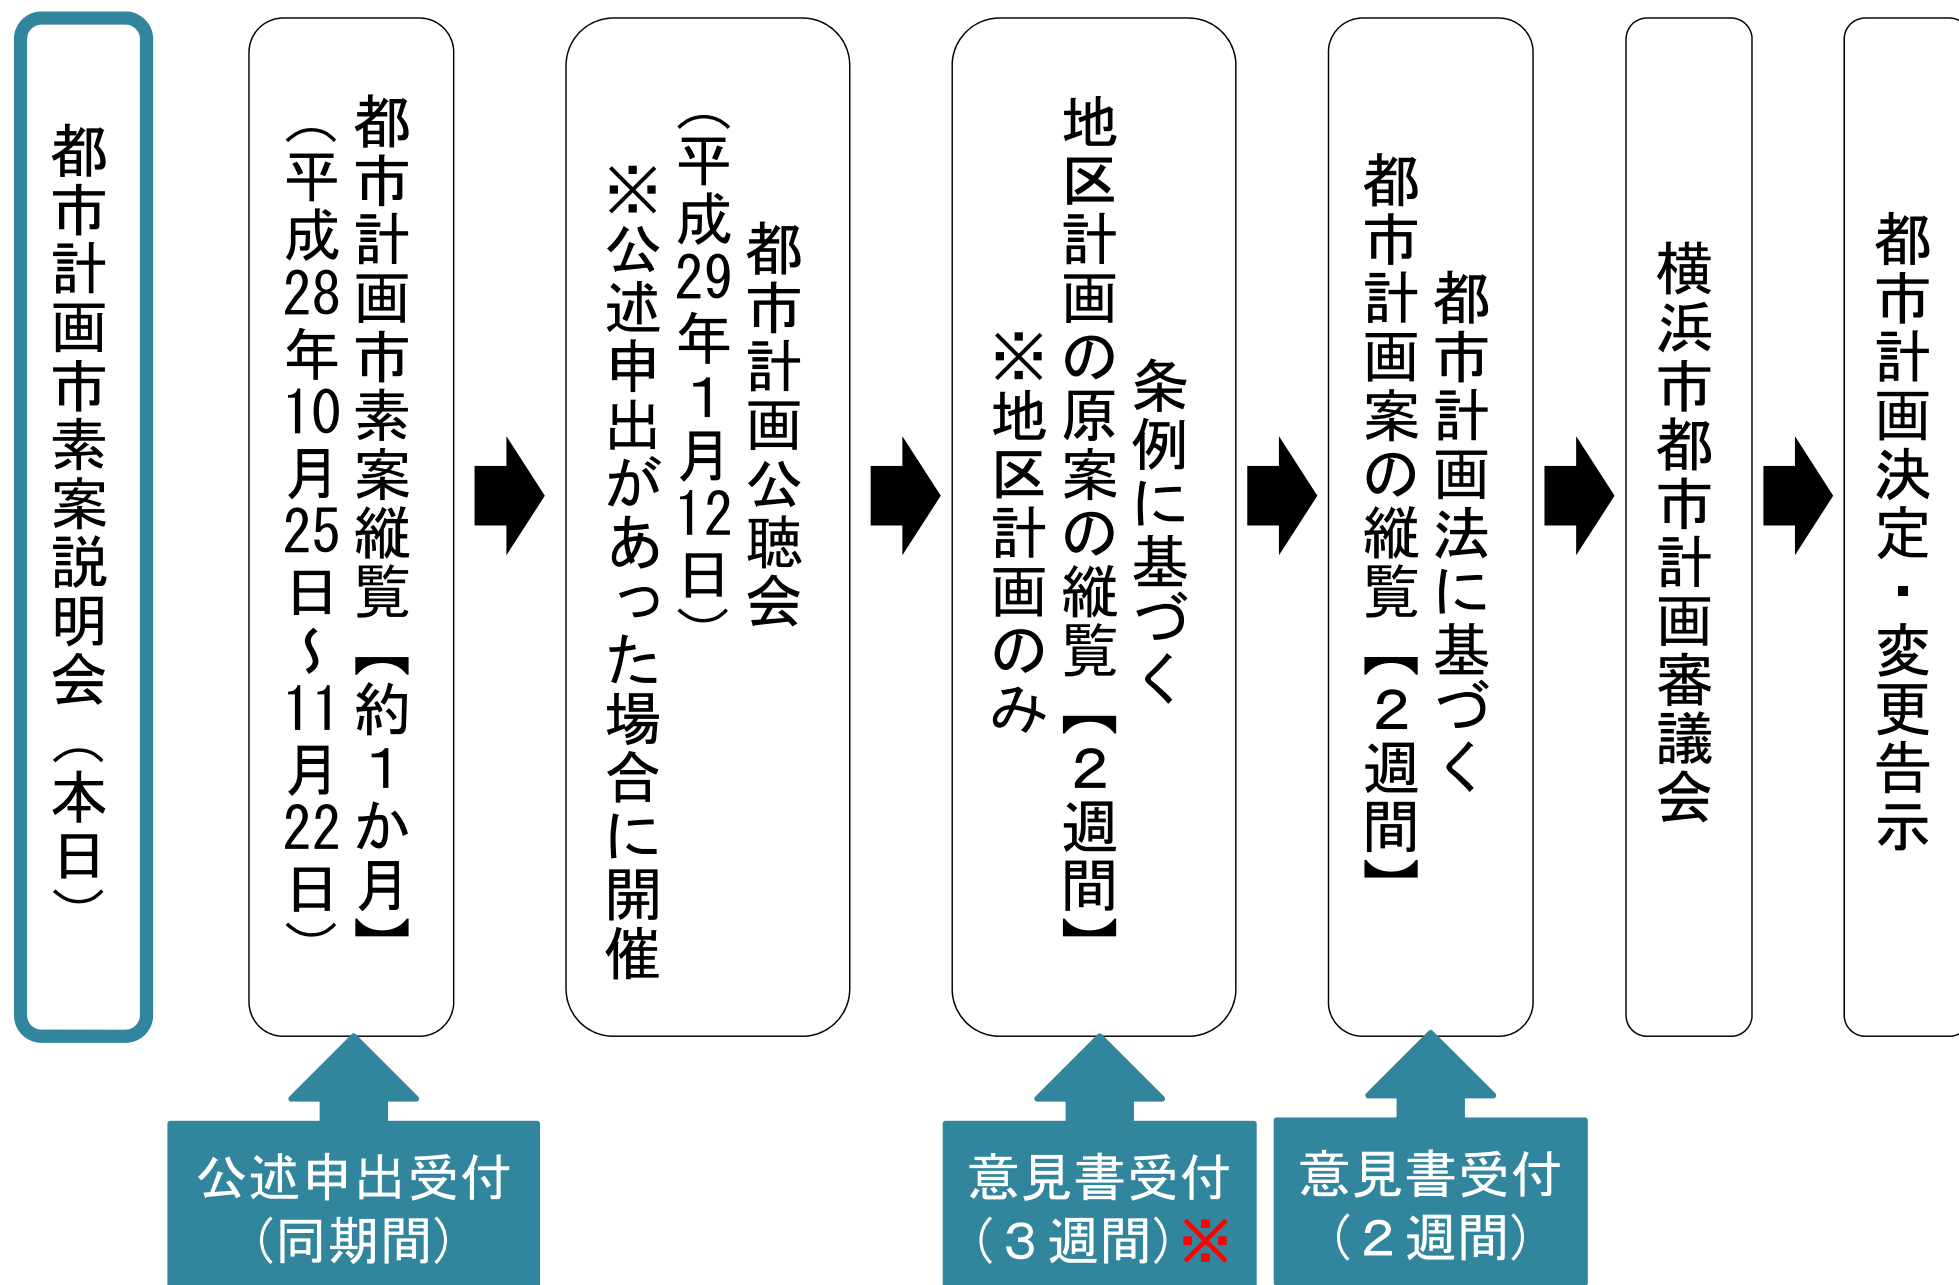 都市計画市素案説明会（本日）
都市計画市素案縦覧【約１か月】
（平成28年10月25日～11月22日）
都市計画公聴会
（平成29年１月12日）
※公述申出があった場合に開催
条例に基づく
地区計画の原案の縦覧【２週間】
※地区計画のみ
都市計画法に基づく
都市計画案の縦覧【２週間】
横浜市都市計画審議会
都市計画決定・変更告示
公述申出受付
（同期間）
意見書受付
（３週間）※
意見書受付
（２週間）